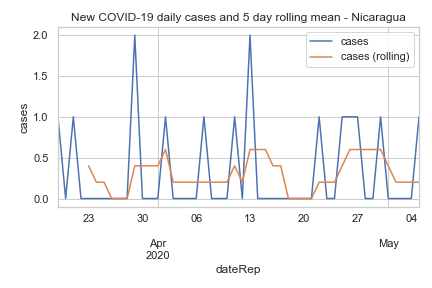 New COVID-19 daily cases and 5 day rolling mean - Nicaragua
cases
cases (rolling)
2.0
1.5
1.0
0.5
0.0
cases
23
30
06
13
20
27
04
Apr
2020
May
dateRep